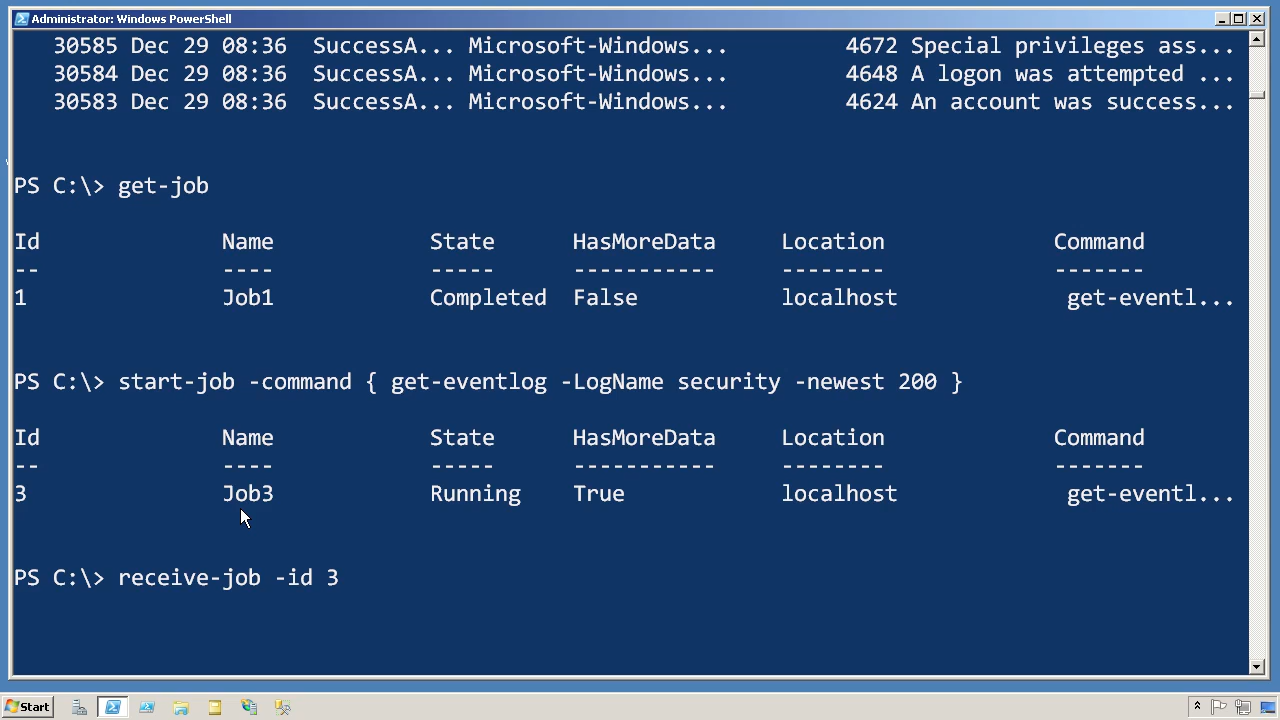 Administrator: Windows PowerShell
30585 Dec 29 08:36 SuccessA... Microsoft-Windows... 4672 Special privileges ass...
30584 Dec 29 08:36 SuccessA... Microsoft-Windows... 4648 A logon was attempted ...
30583 Dec 29 08:36 SuccessA... Microsoft-Windows... 4624 An account was success...
PS C:\> get-job
Id Name State HasMoreData Location Command
-- ---- ----- ----------- -------- -------
1 Job1 Completed False localhost get-eventl...
PS C:\> start-job -command { get-eventlog -LogName security -newest 200 }
Id Name State HasMoreData Location Command
-- ---- ----- ----------- -------- -------
3 Job3 Running True localhost get-eventl...
PS C:\> receive-job -id 3
Start